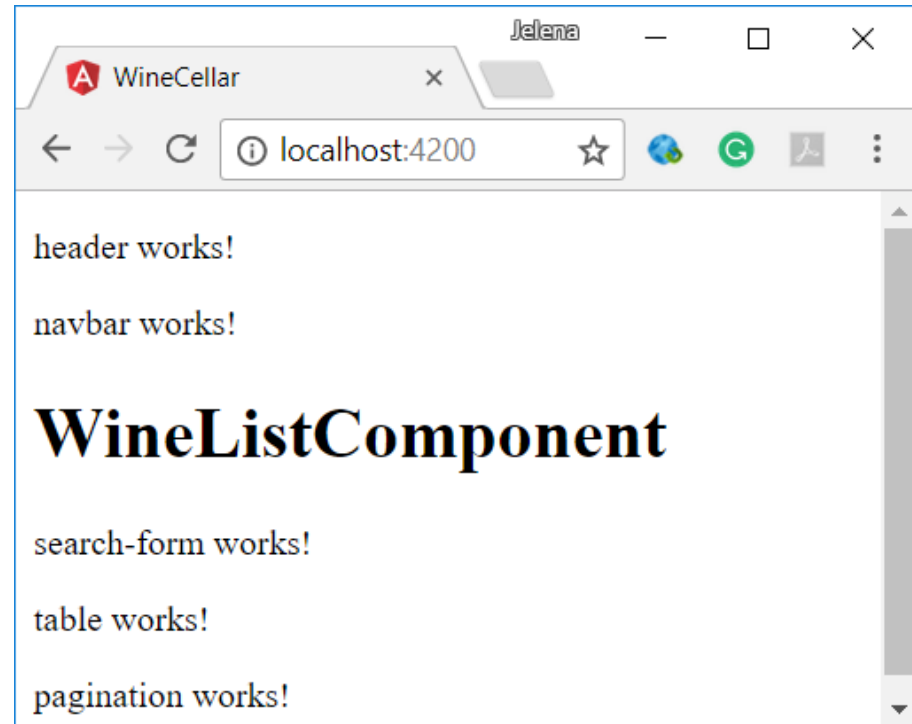 Jelena
WineCellar
localhost:4200
header works!
navbar works!
WineListComponent
search-form works!
table works!
pagination works!